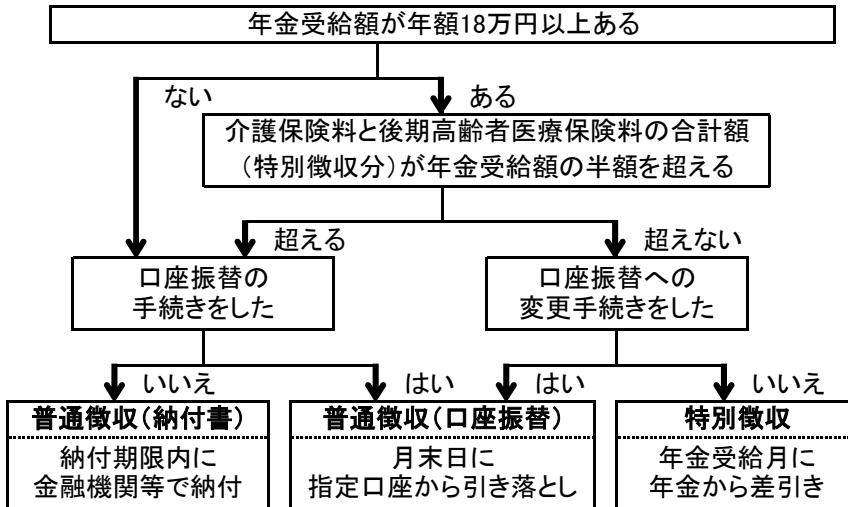 年金受給額が年額18万円以上ある
ない
ある
介護保険料と後期高齢者医療保険料の合計額
（特別徴収分）が年金受給額の半額を超える
超える
超えない
口座振替の
手続きをした
口座振替への
変更手続きをした
いいえ
はい
はい
いいえ
普通徴収（納付書）
納付期限内に
金融機関等で納付
普通徴収（口座振替）
月末日に
指定口座から引き落とし
特別徴収
年金受給月に
年金から差引き